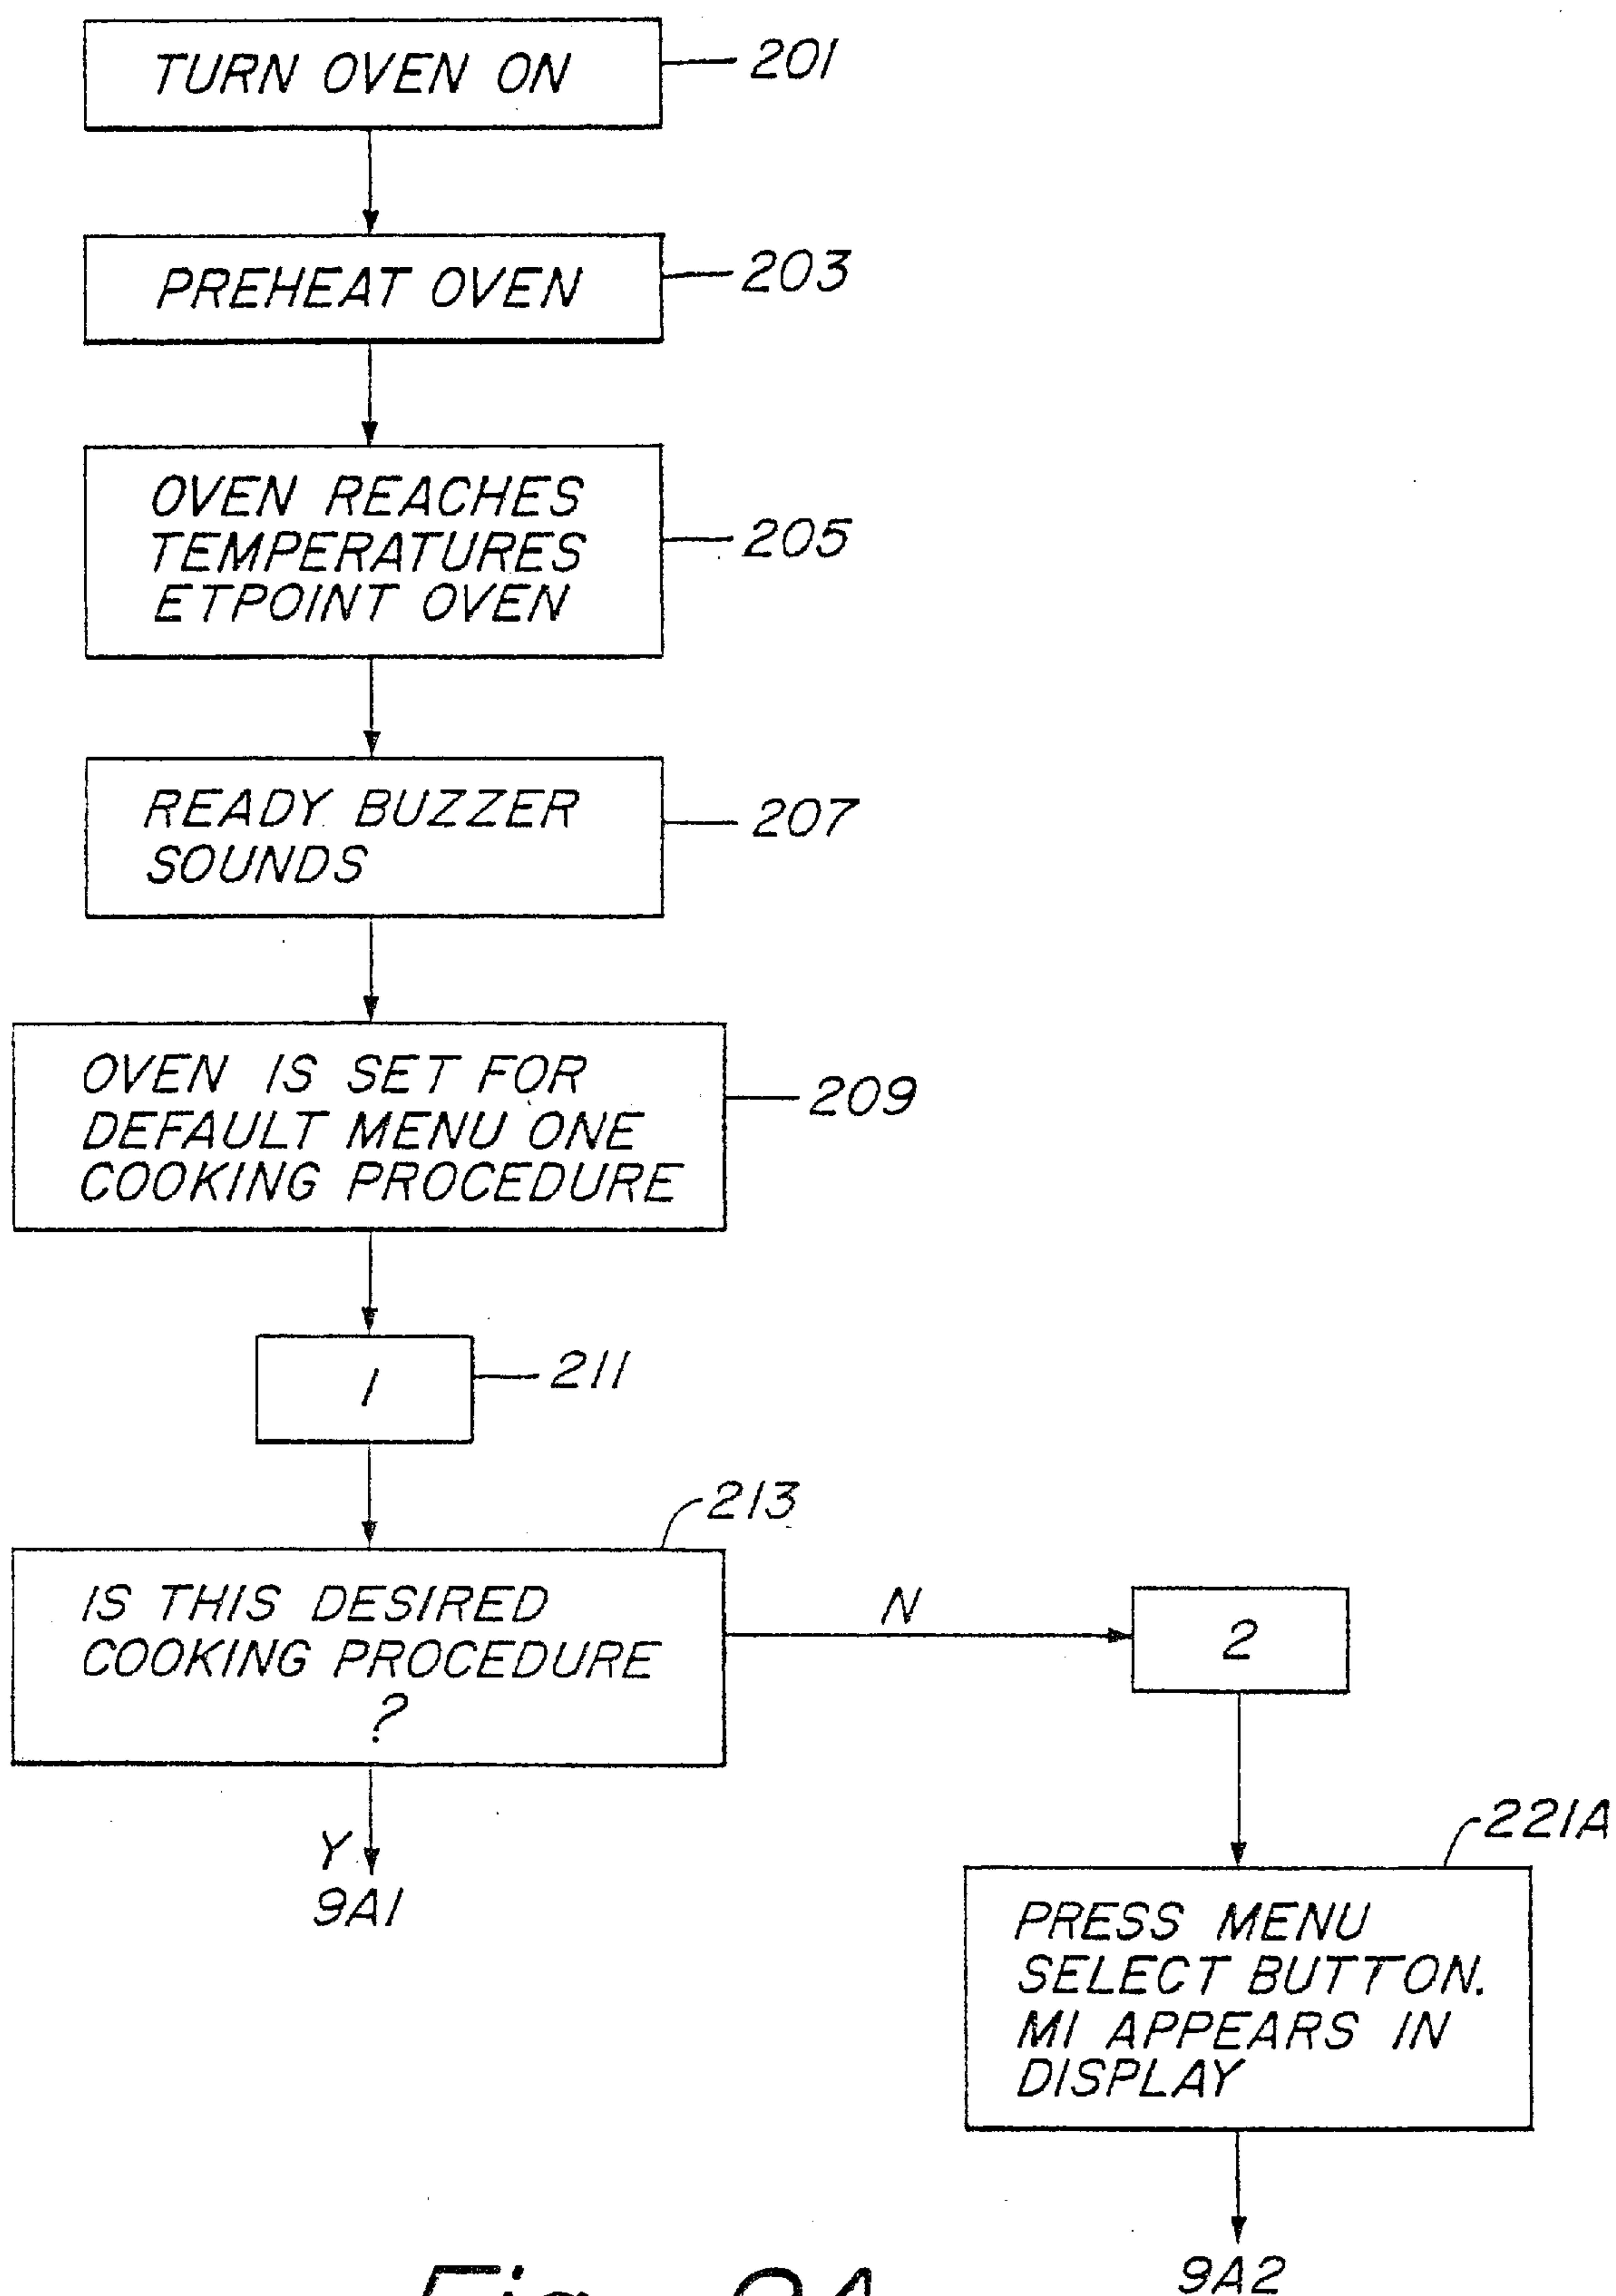 TURN OVEN ON
201
PREHEAT OVEN
203
OVEN REACHES
TEMPERATURES
ETPOINT OVEN
205
READY BUZZER
SOUNDS
207
OVEN IS SET FOR
DEFAULT MENU ONE
COOKING PROCEDURE
209
1
211
213
IS THIS DESIRED
COOKING PROCEDURE
?
N
2
Y
9A1
221A
PRESS MENU
SELECT BUTTON.
M1 APPEARS IN
DISPLAY
9A2